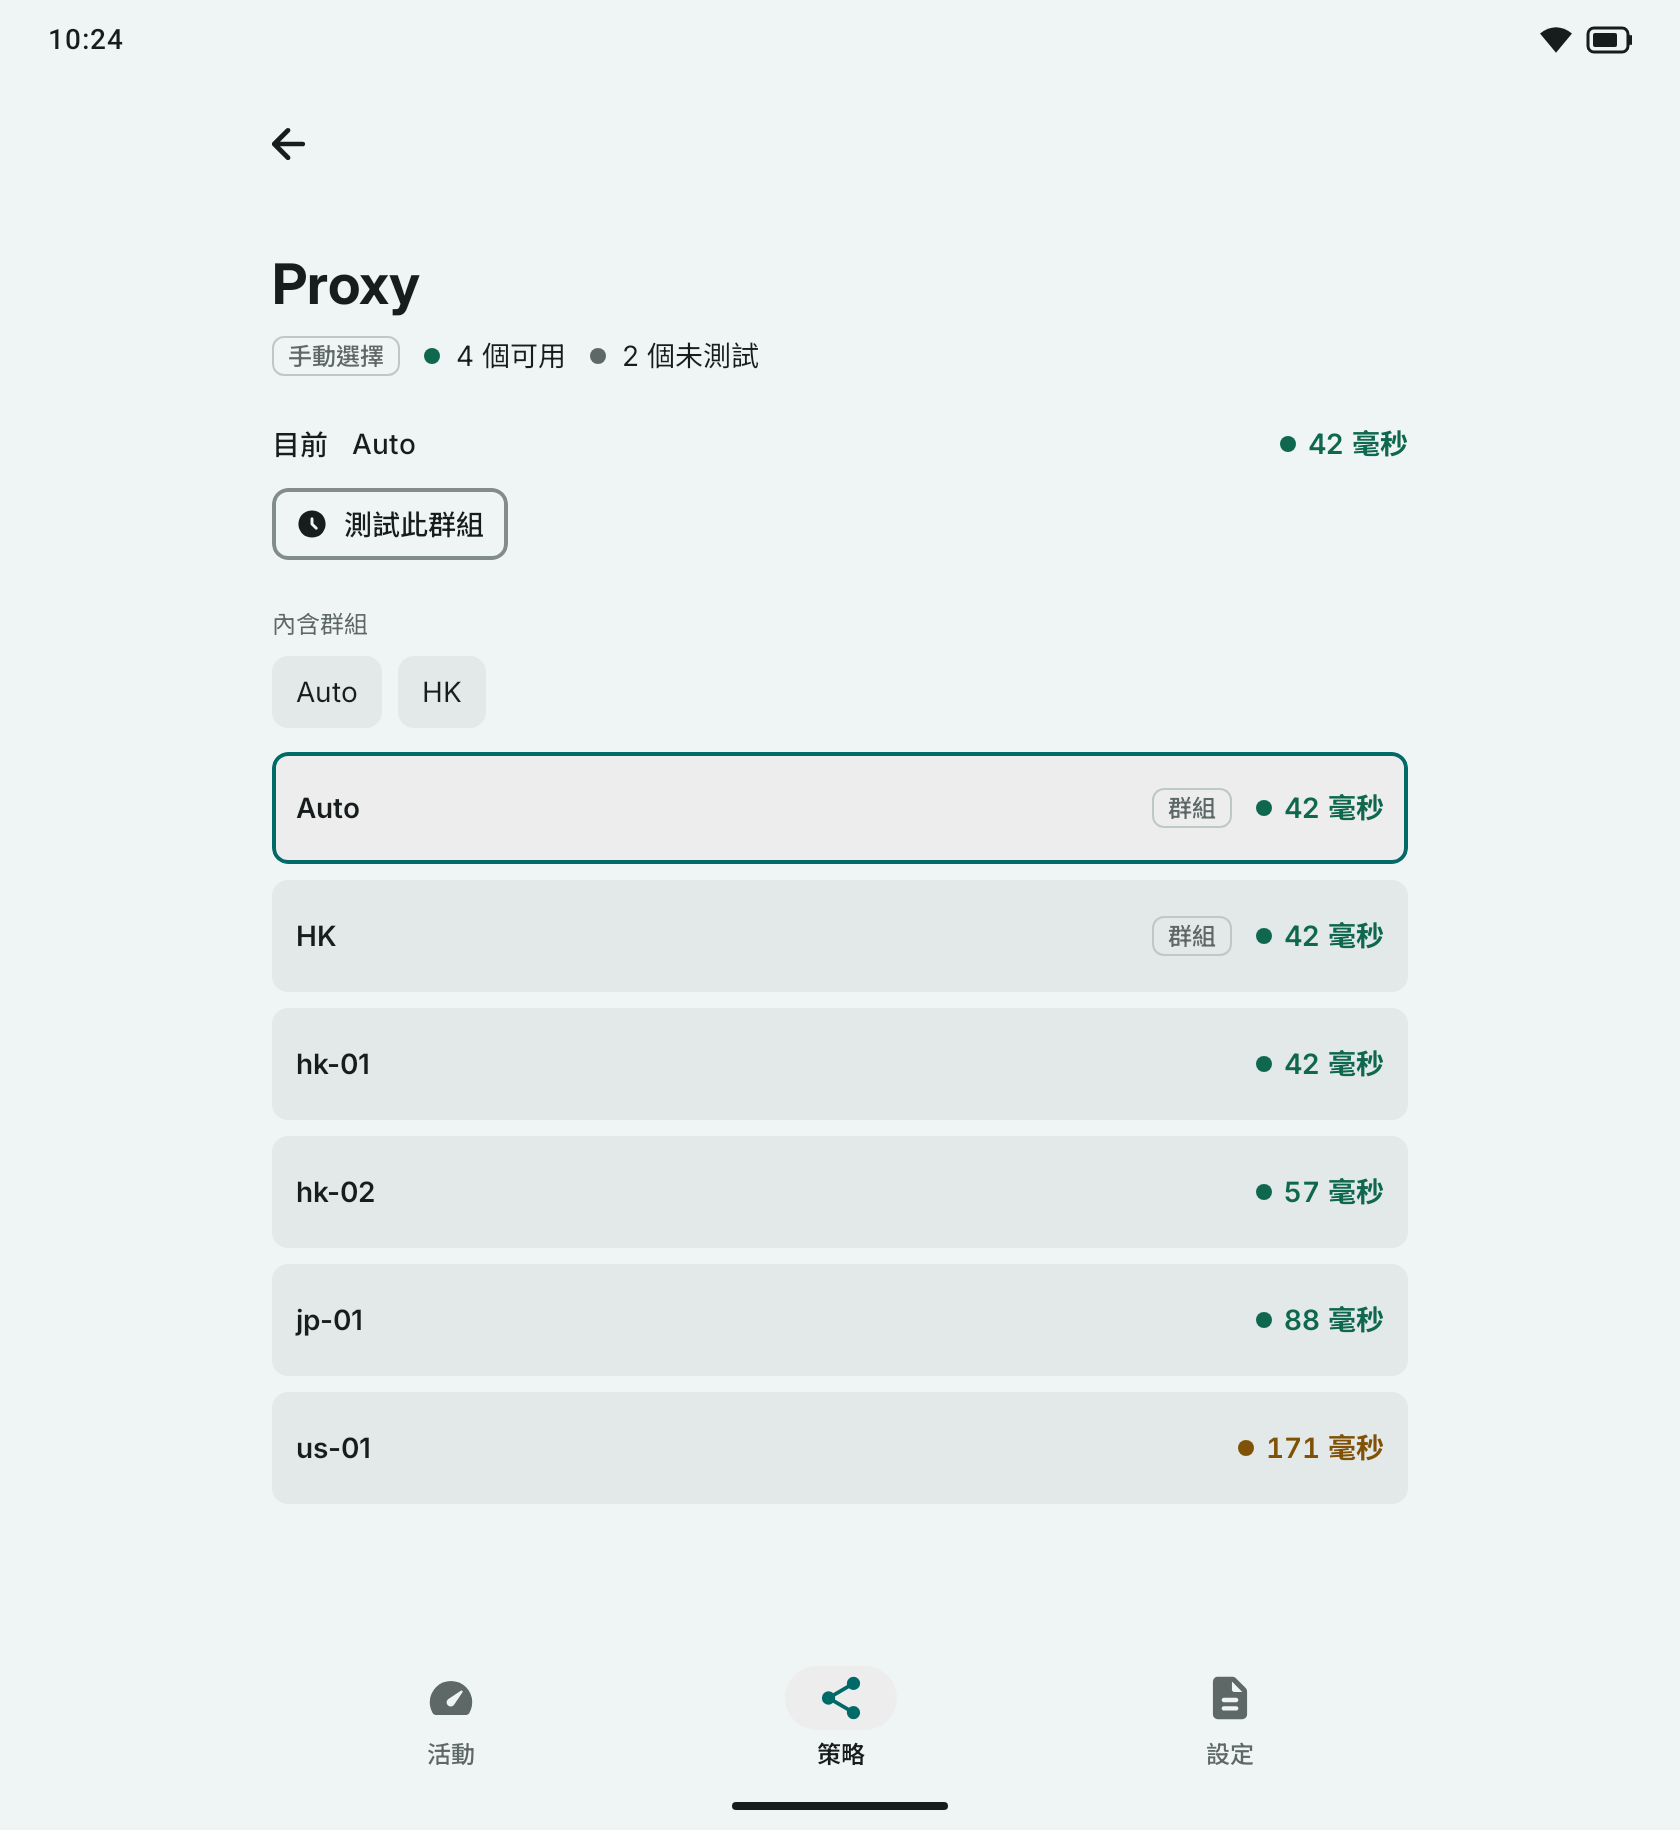 10:24
Proxy
手動選擇 4 個可用 2 個未測試
目前 Auto 42 毫秒
測試此群組
內含群組
Auto HK
Auto 群組 42 毫秒
HK 群組 42 毫秒
hk-01 42 毫秒
hk-02 57 毫秒
jp-01 88 毫秒
us-01 171 毫秒
活動 策略 設定